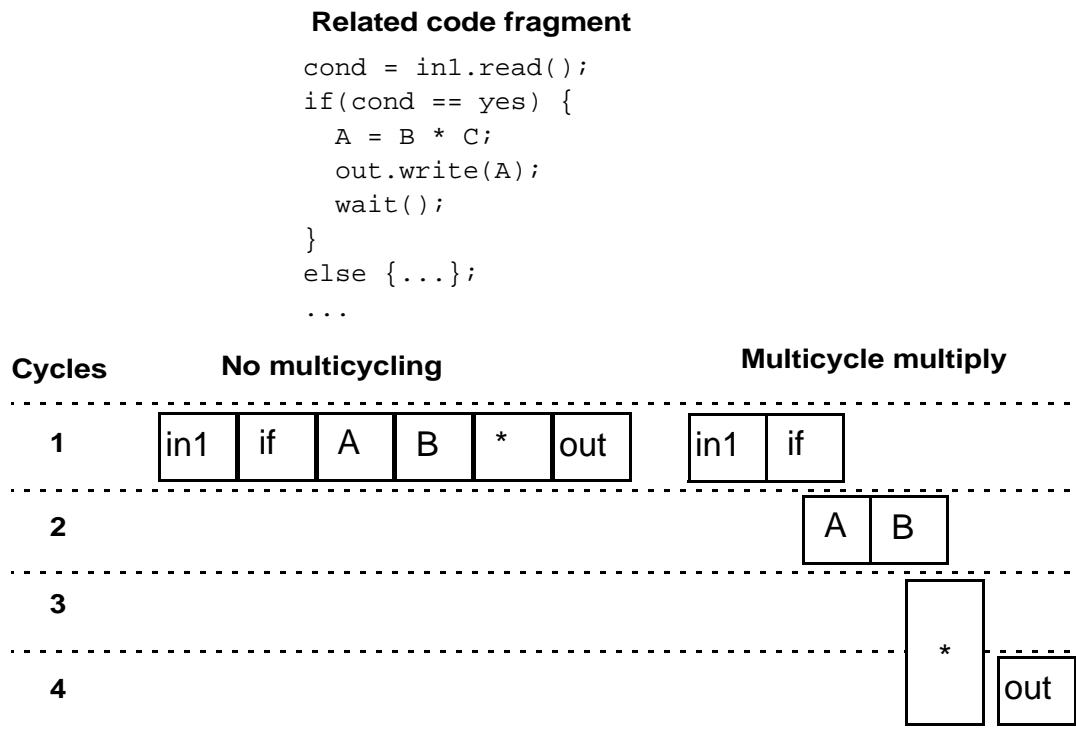 Related code fragment
cond = in1.read();
if(cond == yes) {
  A = B * C;
  out.write(A);
  wait();
}
else {...};
...
Cycles No multicycling Multicycle multiply
1 in1 if A B * out in1 if
2 A B
3
*
4 out